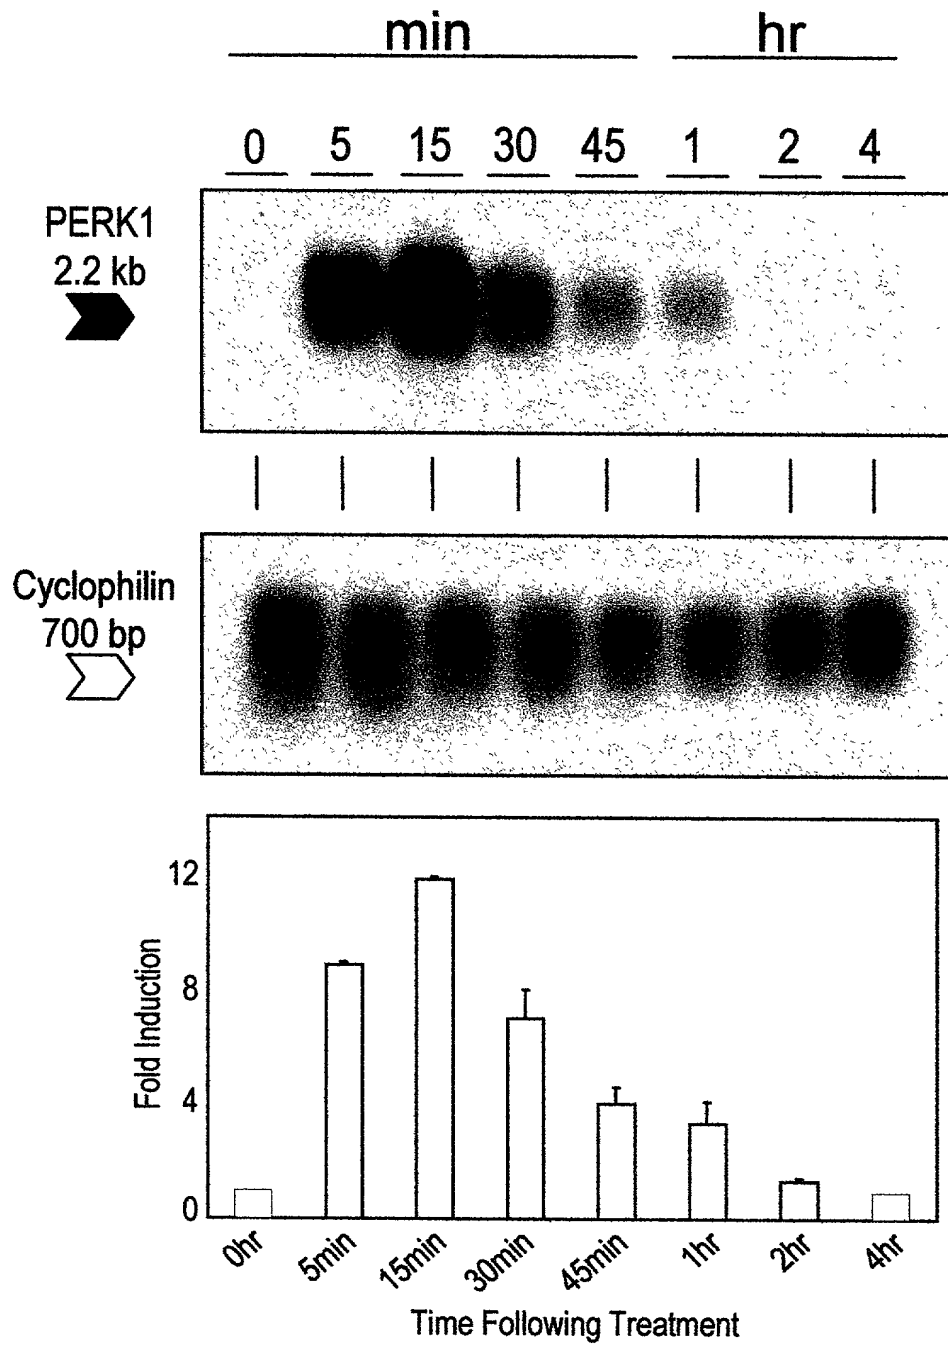 min hr
0 5 15 30 45 1 2 4
PERK1
2.2 kb
Cyclophilin
700 bp
12
8
4
0
Fold Induction
0hr 5min 15min 30min 45min 1hr 2hr 4hr
Time Following Treatment